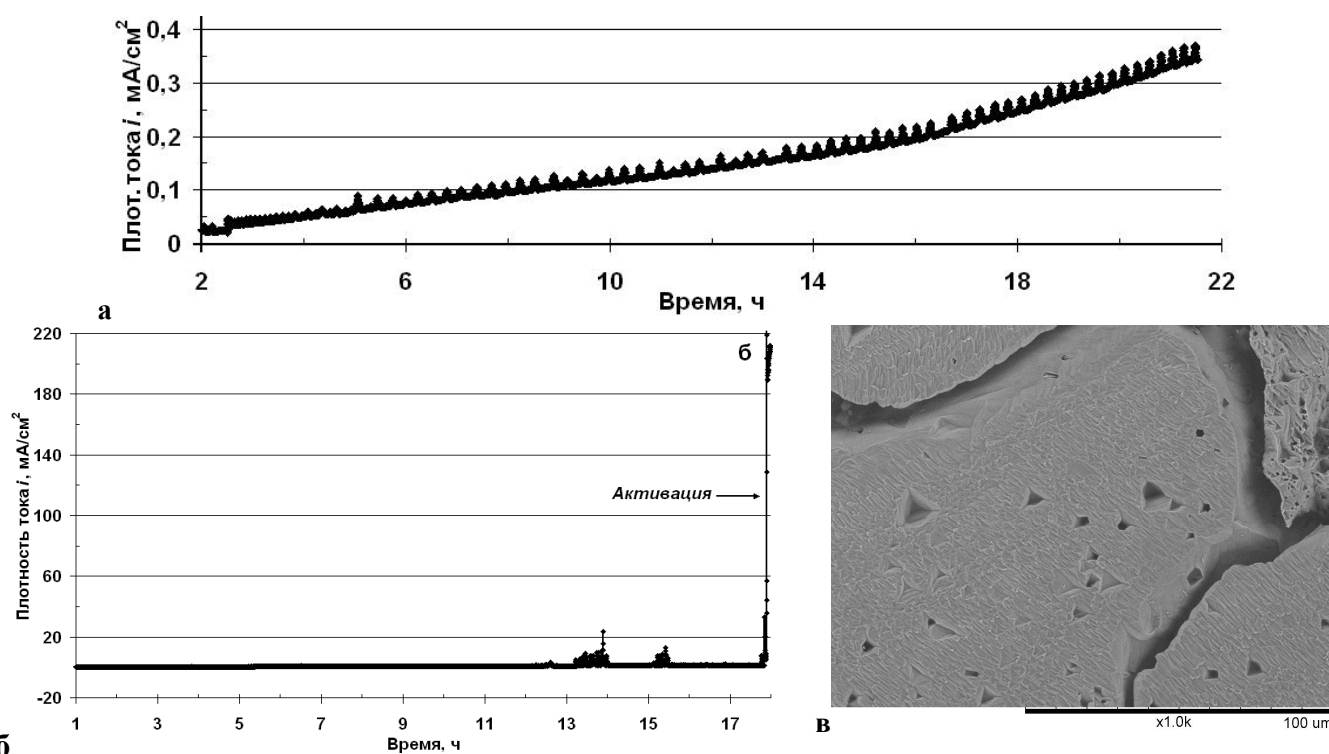 Плот. тока i, мА/см²
0,4
0,3
0,2
0,1
0
2 6 10 14 18 22
Время, ч
а
Плотность тока i, мА/см²
220
180
140
100
60
20
-20
б
Активация
1 3 5 7 9 11 13 15 17
Время, ч
б
x1.0k 100 um
в